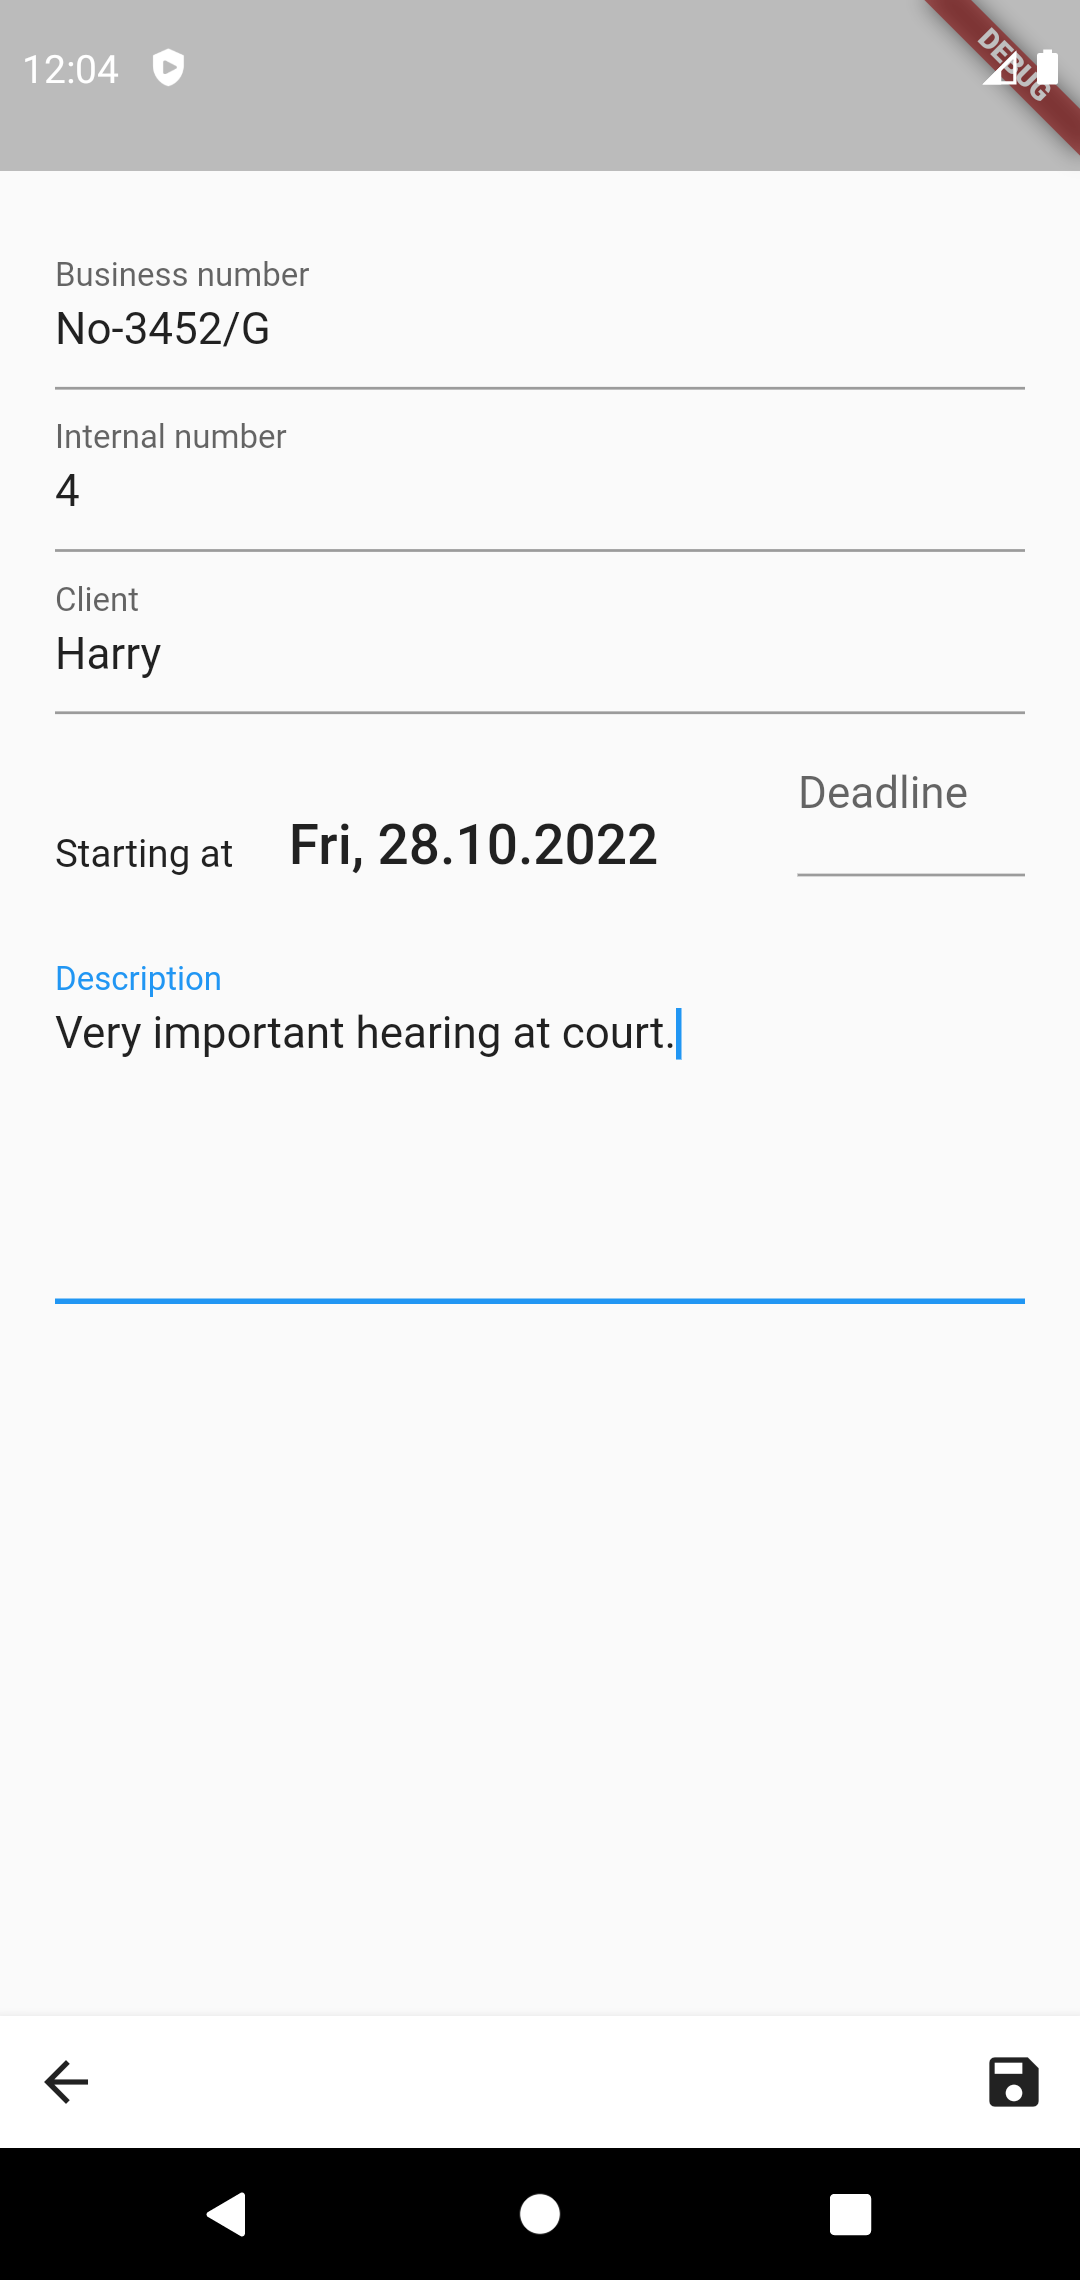 12:04
DEBUG
Business number
No-3452/G
Internal number
4
Client
Harry
Deadline
Starting at Fri, 28.10.2022
Description
Very important hearing at court.